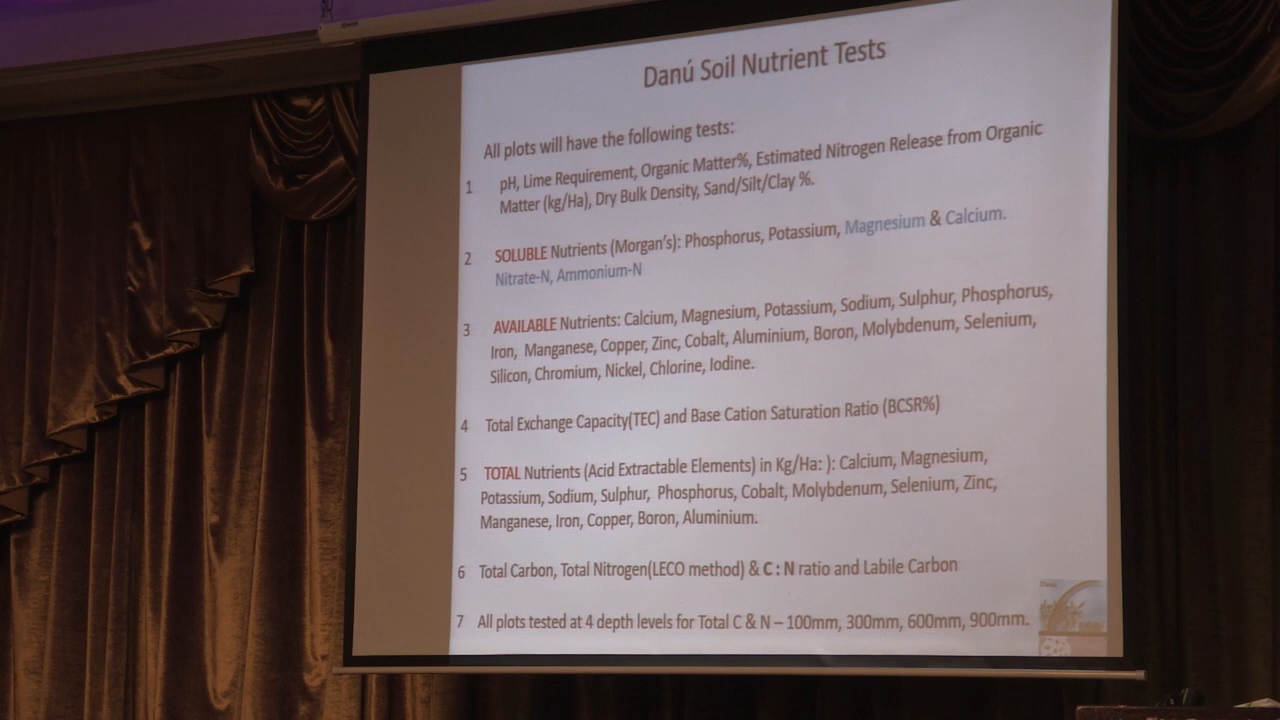 Danú Soil Nutrient Tests
All plots will have the following tests:
1 pH, Lime Requirement, Organic Matter%, Estimated Nitrogen Release from Organic
Matter (kg/Ha), Dry Bulk Density, Sand/Silt/Clay %.
2 SOLUBLE Nutrients (Morgan's): Phosphorus, Potassium, Magnesium & Calcium.
Nitrate-N, Ammonium-N
3 AVAILABLE Nutrients: Calcium, Magnesium, Potassium, Sodium, Sulphur, Phosphorus,
Iron, Manganese, Copper, Zinc, Cobalt, Aluminium, Boron, Molybdenum, Selenium,
Silicon, Chromium, Nickel, Chlorine, Iodine.
4 Total Exchange Capacity(TEC) and Base Cation Saturation Ratio (BCSR%)
5 TOTAL Nutrients (Acid Extractable Elements) in Kg/Ha: ): Calcium, Magnesium,
Potassium, Sodium, Sulphur, Phosphorus, Cobalt, Molybdenum, Selenium, Zinc,
Manganese, Iron, Copper, Boron, Aluminium.
6 Total Carbon, Total Nitrogen(LECO method) & C : N ratio and Labile Carbon
7 All plots tested at 4 depth levels for Total C & N – 100mm, 300mm, 600mm, 900mm.